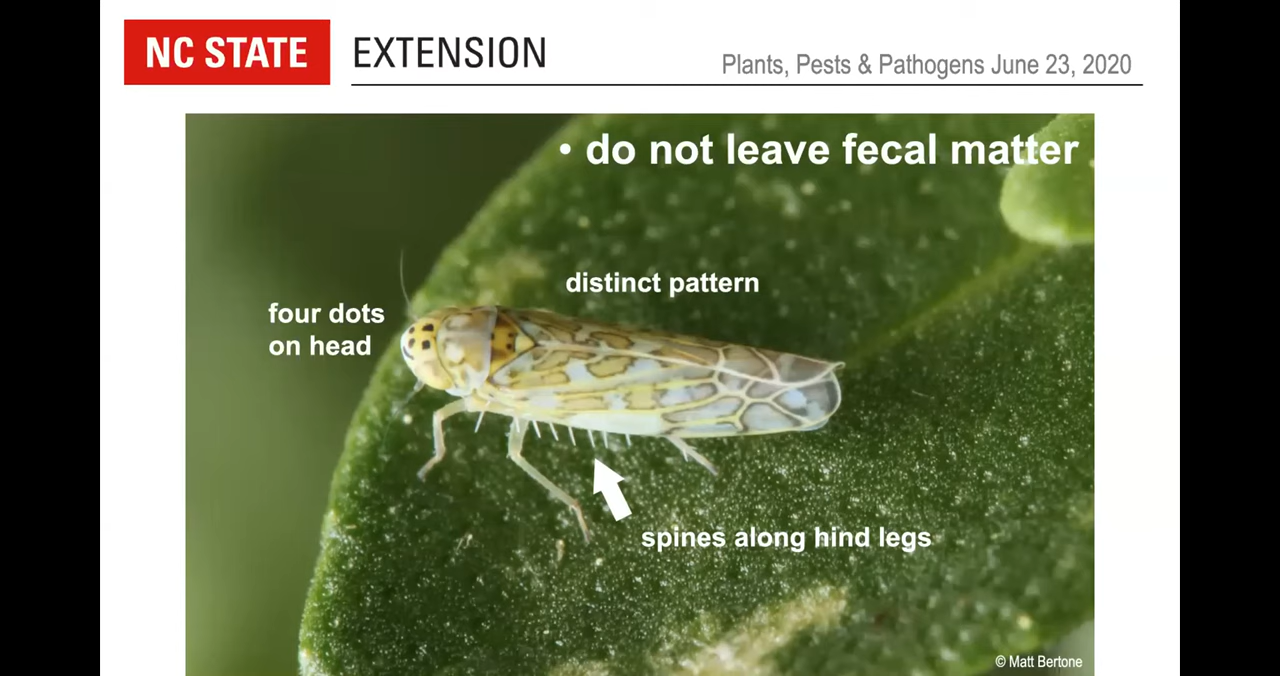 NC STATE EXTENSION
Plants, Pests & Pathogens June 23, 2020
• do not leave fecal matter
distinct pattern
four dots
on head
spines along hind legs
© Matt Bertone